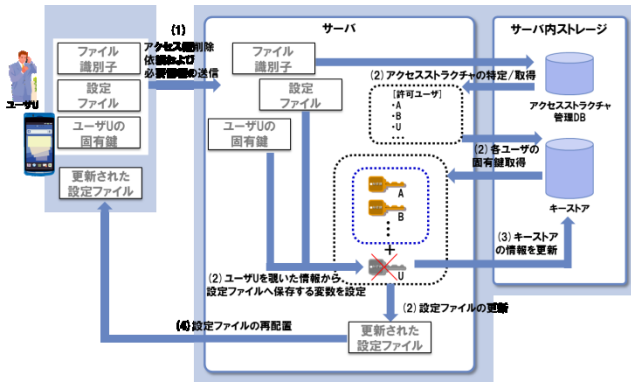 (1)
アクセス権削除
依頼および
必要情報の送信
サーバ
サーバ内ストレージ
ファイル
識別子
設定
ファイル
ユーザUの
固有鍵
ユーザU
更新された
設定ファイル
ファイル
識別子
設定
ファイル
ユーザUの
固有鍵
(2) アクセスストラクチャの特定/取得
[許可ユーザ]
・A
・B
・U
...
アクセスストラクチャ
管理DB
(2) 各ユーザの
固有鍵取得
キーストア
A
B
+
U
(3) キーストア
の情報を更新
(2) ユーザUを覗いた情報から
設定ファイルへ保存する変数を設定
(2) 設定ファイルの更新
(4) 設定ファイルの再配置
更新された
設定ファイル